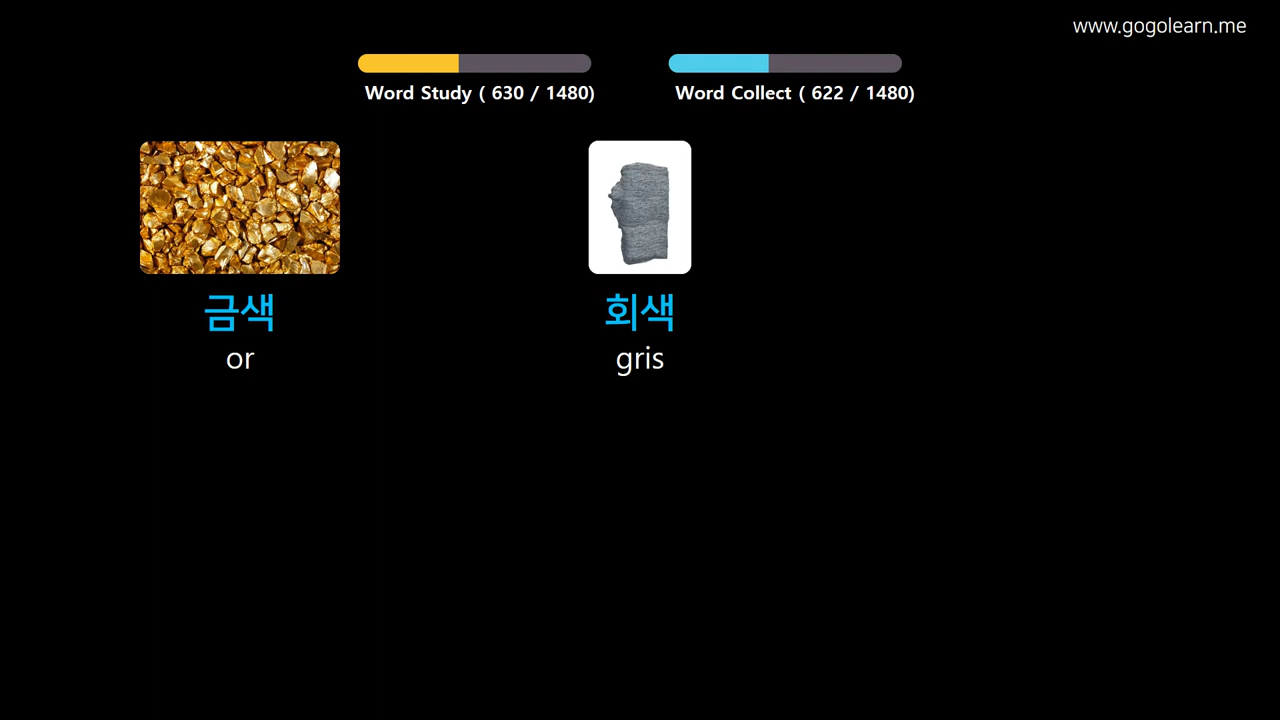 www.gogolearn.me
Word Study ( 630 / 1480)
Word Collect ( 622 / 1480)
금색
or
회색
gris